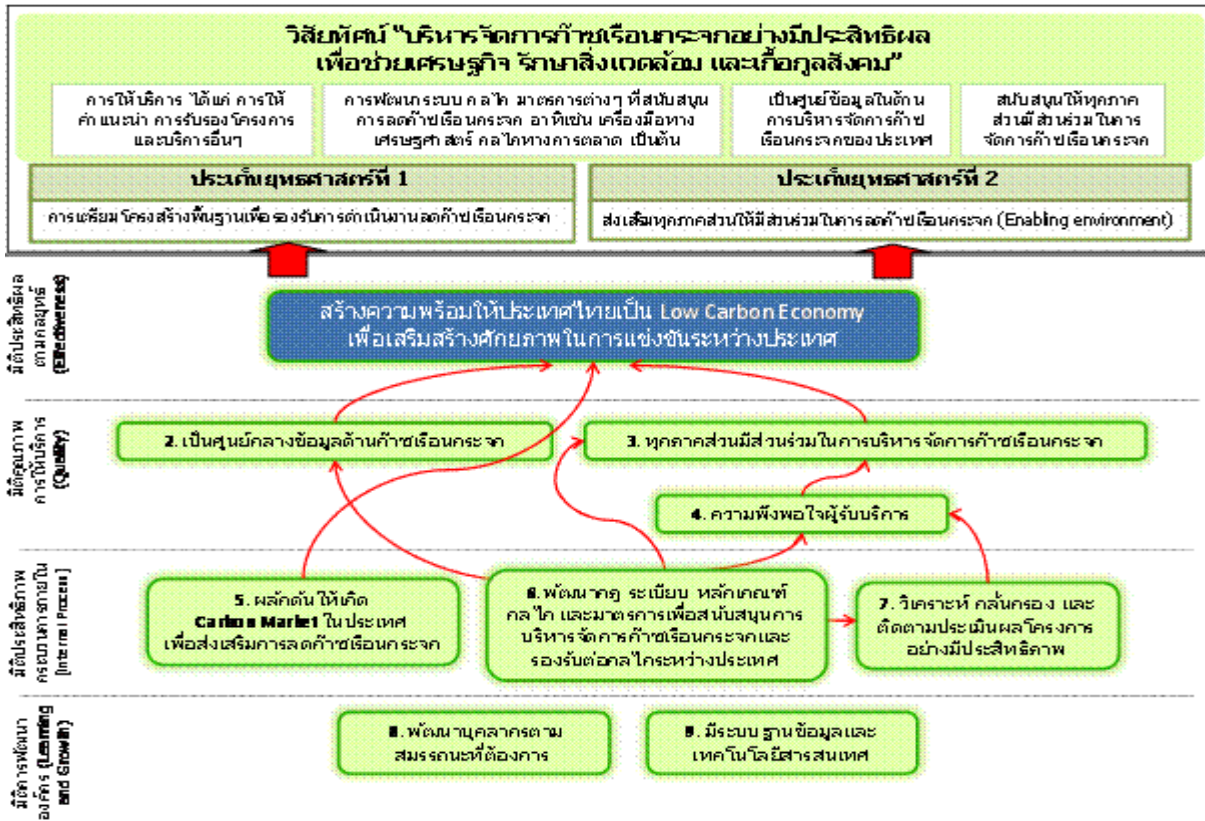 วิสัยทัศน์ “บริหารจัดการก๊าซเรือนกระจกอย่างมีประสิทธิผล
เพื่อช่วยเศรษฐกิจ รักษาสิ่งแวดล้อม และเกื้อกูลสังคม”
การให้บริการ ได้แก่ การให้
คำแนะนำ การรับรองโครงการ
และบริการอื่นๆ
การพัฒนาระบบ กลไก มาตรการต่างๆ ที่สนับสนุน
การลดก๊าซเรือนกระจก อาทิเช่น เครื่องมือทาง
เศรษฐศาสตร์ กลไกทางการตลาด เป็นต้น
เป็นศูนย์ข้อมูลในด้าน
การบริหารจัดการก๊าซ
เรือนกระจกของประเทศ
สนับสนุนให้ทุกภาค
ส่วนมีส่วนร่วมในการ
จัดการก๊าซเรือนกระจก
ประเด็นยุทธศาสตร์ที่ 1
การเตรียมโครงสร้างพื้นฐานเพื่อรองรับการดำเนินงานลดก๊าซเรือนกระจก
ประเด็นยุทธศาสตร์ที่ 2
ส่งเสริมทุกภาคส่วนให้มีส่วนร่วมในการลดก๊าซเรือนกระจก (Enabling environment)
มิติประสิทธิผล
ตามกลยุทธ์
(Effectiveness)
สร้างความพร้อมให้ประเทศไทยเป็น Low Carbon Economy
เพื่อเสริมสร้างศักยภาพในการแข่งขันระหว่างประเทศ
มิติคุณภาพ
การให้บริการ
(Quality)
2. เป็นศูนย์กลางข้อมูลด้านก๊าซเรือนกระจก
3. ทุกภาคส่วนมีส่วนร่วมในการบริหารจัดการก๊าซเรือนกระจก
4. ความพึงพอใจผู้รับบริการ
มิติประสิทธิภาพ
กระบวนการภายใน
[Internal Process]
5. ผลักดันให้เกิด
Carbon Market ในประเทศ
เพื่อส่งเสริมการลดก๊าซเรือนกระจก
6. พัฒนากฎ ระเบียบ หลักเกณฑ์
กลไก และมาตรการเพื่อสนับสนุนการ
บริหารจัดการก๊าซเรือนกระจกและ
รองรับต่อกลไกระหว่างประเทศ
7. วิเคราะห์ กลั่นกรอง และ
ติดตามประเมินผลโครงการ
อย่างมีประสิทธิภาพ
มิติการพัฒนา
องค์กร (Learning
and Growth)
8. พัฒนาบุคลากรตาม
สมรรถนะที่ต้องการ
9. มีระบบฐานข้อมูลและ
เทคโนโลยีสารสนเทศ